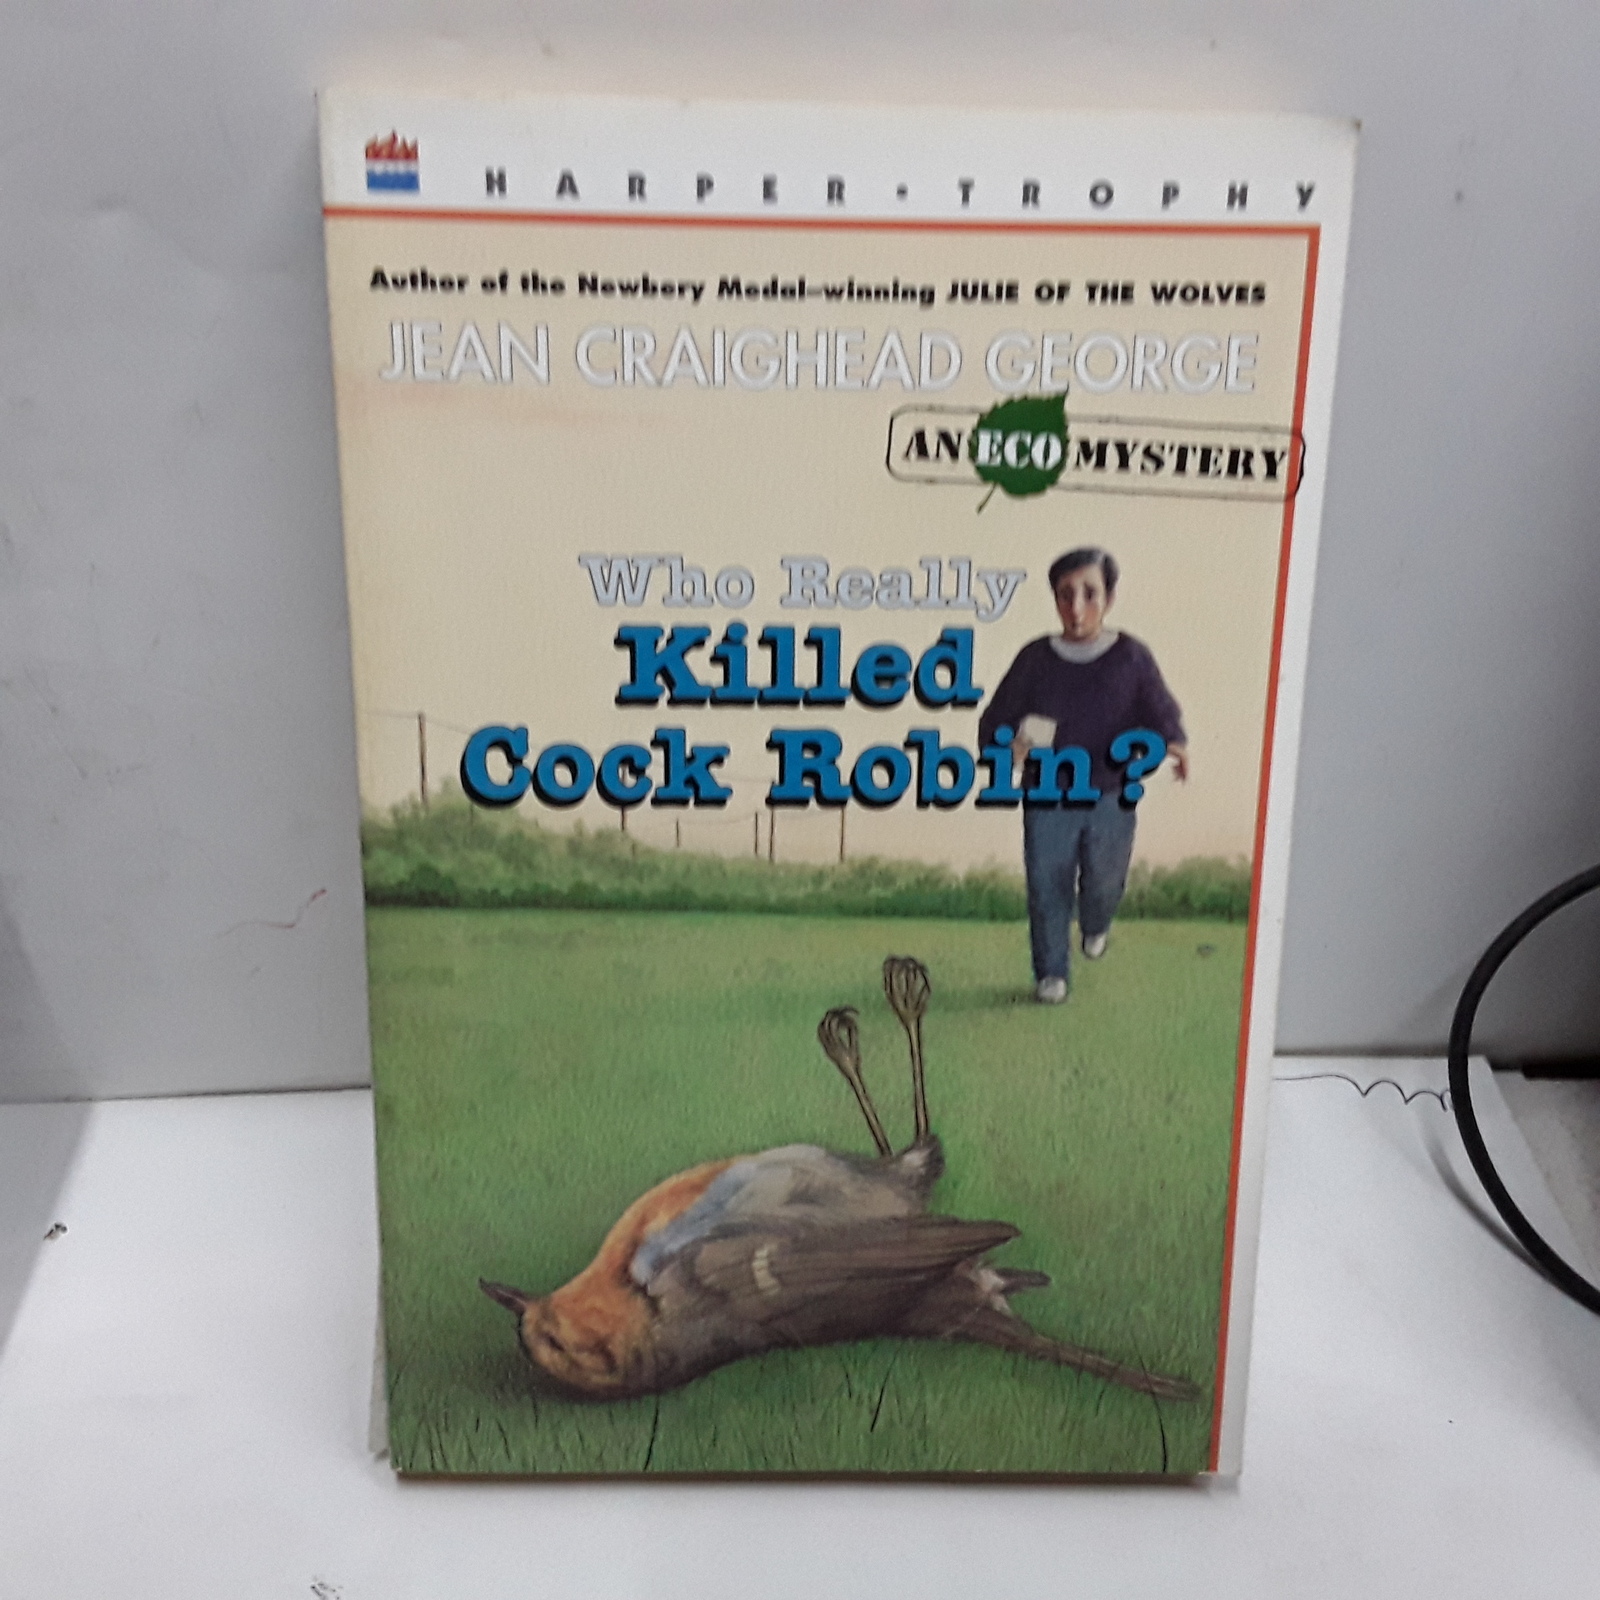 HARPER • TROPHY
Author of the Newbery Medal–winning JULIE OF THE WOLVES
JEAN CRAIGHEAD GEORGE
AN ECO MYSTERY
Who Really
Killed
Cock Robin?